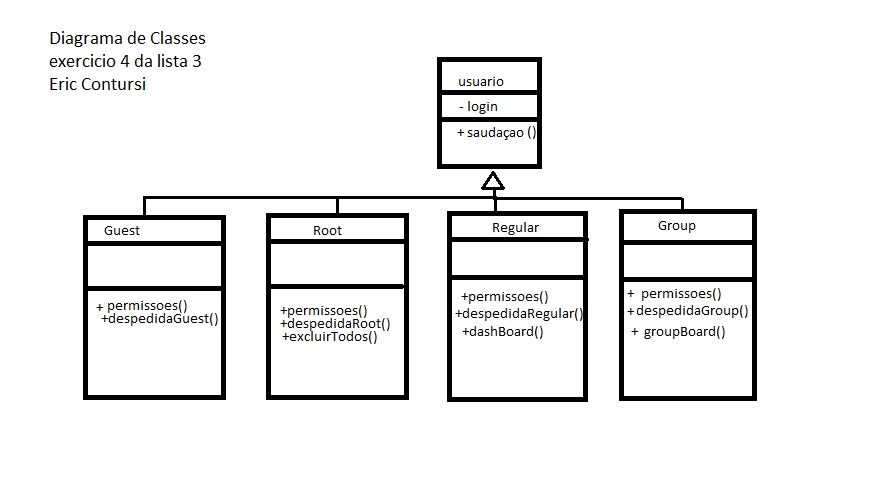 Diagrama de Classes
exercicio 4 da lista 3
Eric Contursi
usuario
- login
+ saudaçao ()
Guest
+ permissoes()
+despedidaGuest()
Root
+permissoes()
+despedidaRoot()
+excluirTodos()
Regular
+permissoes()
+despedidaRegular()
+dashBoard()
Group
+ permissoes()
+despedidaGroup()
+ groupBoard()